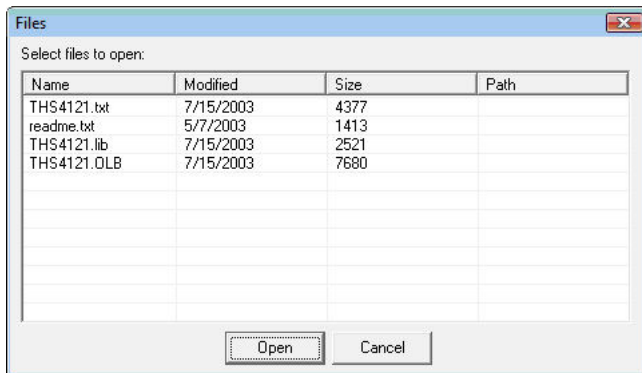 Files
Select files to open:
Name Modified Size Path
THS4121.txt 7/15/2003 4377
readme.txt 5/7/2003 1413
THS4121.lib 7/15/2003 2521
THS4121.OLB 7/15/2003 7680
Open Cancel